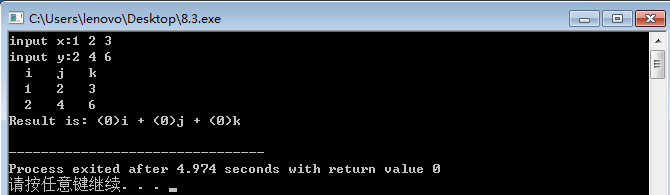 C:\Users\lenovo\Desktop\8.3.exe
input x:1 2 3
input y:2 4 6
i j k
1 2 3
2 4 6
Result is: (0)i + (0)j + (0)k
--------------------------------
Process exited after 4.974 seconds with return value 0
请按任意键继续. . .